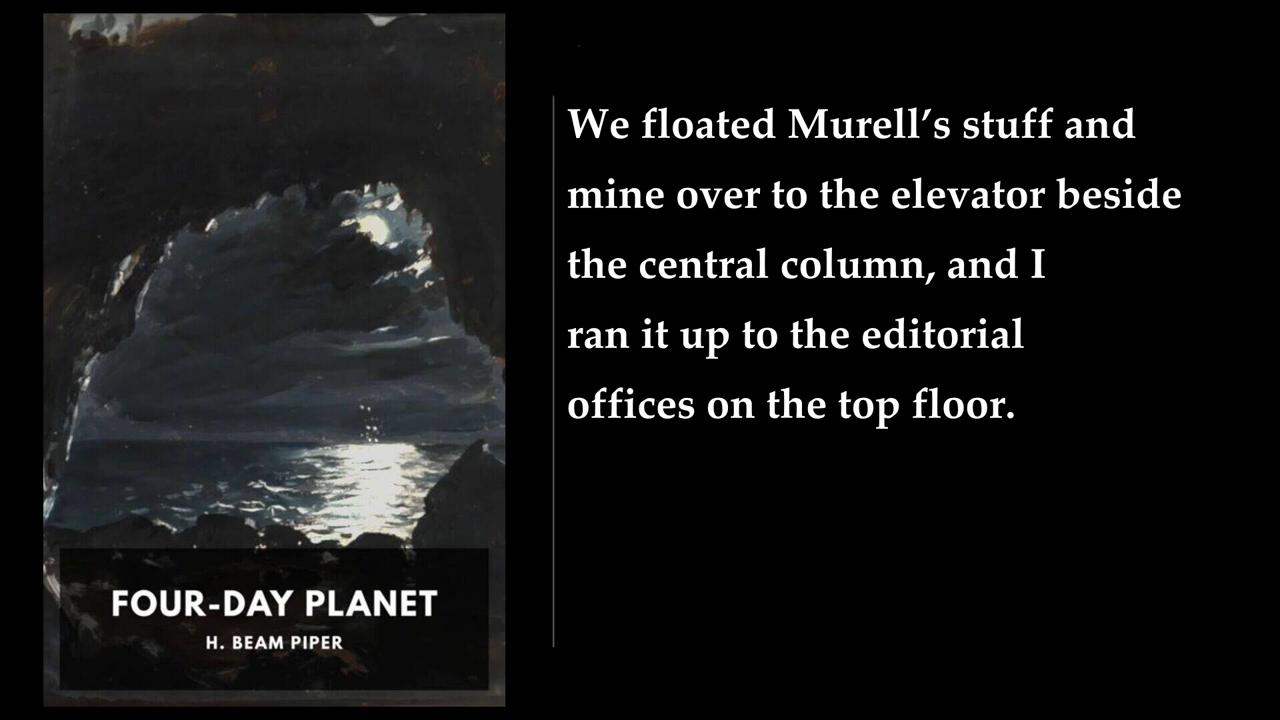 We floated Murell’s stuff and
mine over to the elevator beside
the central column, and I
ran it up to the editorial
offices on the top floor.
FOUR-DAY PLANET
H. BEAM PIPER